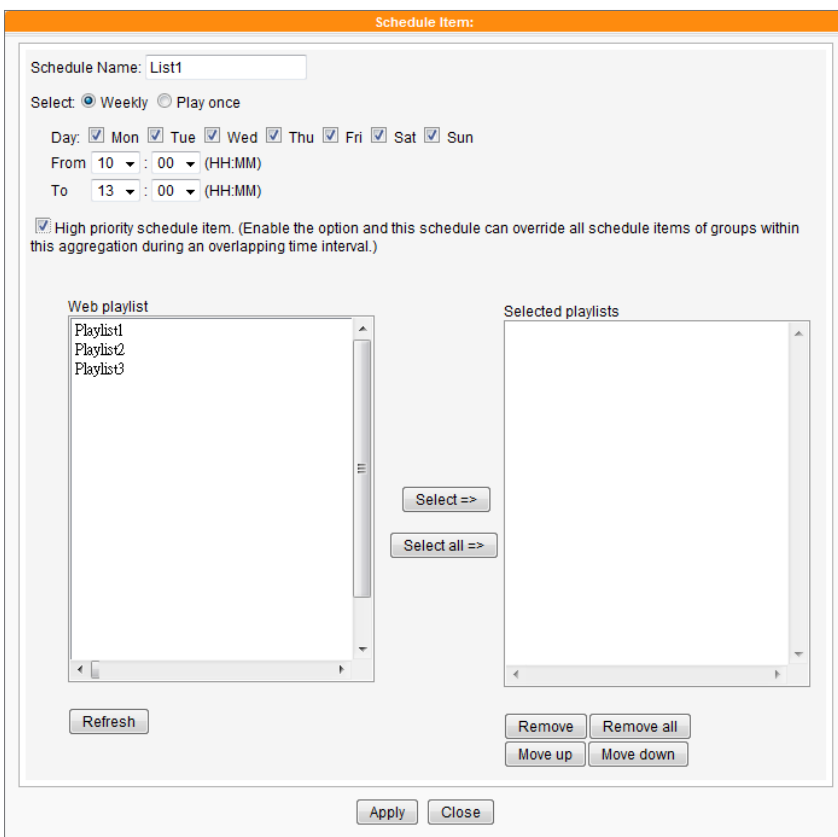 Schedule Item:
Schedule Name: List1
Select: Weekly Play once
Day: Mon Tue Wed Thu Fri Sat Sun
From 10 : 00 (HH:MM)
To 13 : 00 (HH:MM)
High priority schedule item. (Enable the option and this schedule can override all schedule items of groups within
this aggregation during an overlapping time interval.)
Web playlist
Playlist1
Playlist2
Playlist3
Selected playlists
Select =>
Select all =>
Refresh
Remove Remove all
Move up Move down
Apply Close